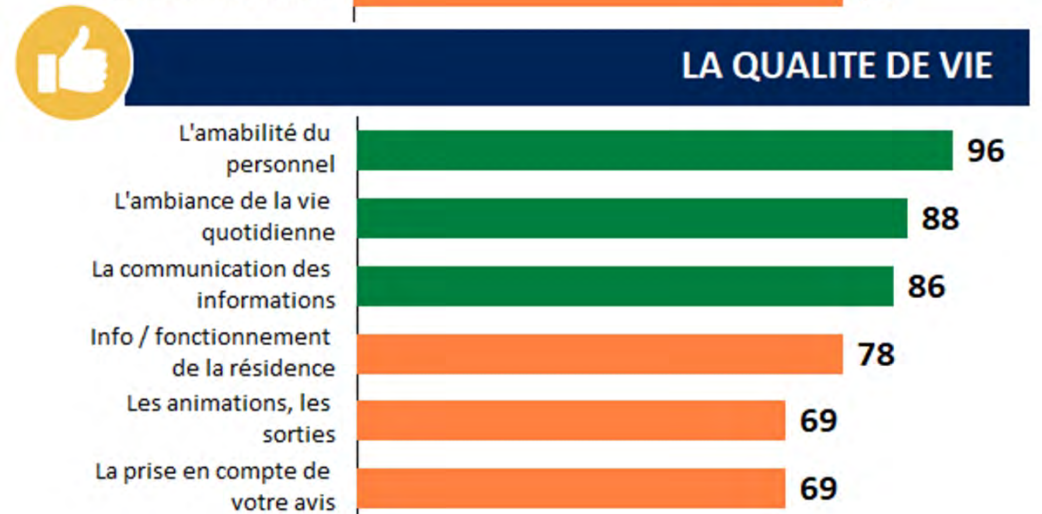 LA QUALITE DE VIE
L'amabilité du
personnel
96
L'ambiance de la vie
quotidienne
88
La communication des
informations
86
Info / fonctionnement
de la résidence
78
Les animations, les
sorties
69
La prise en compte de
votre avis
69